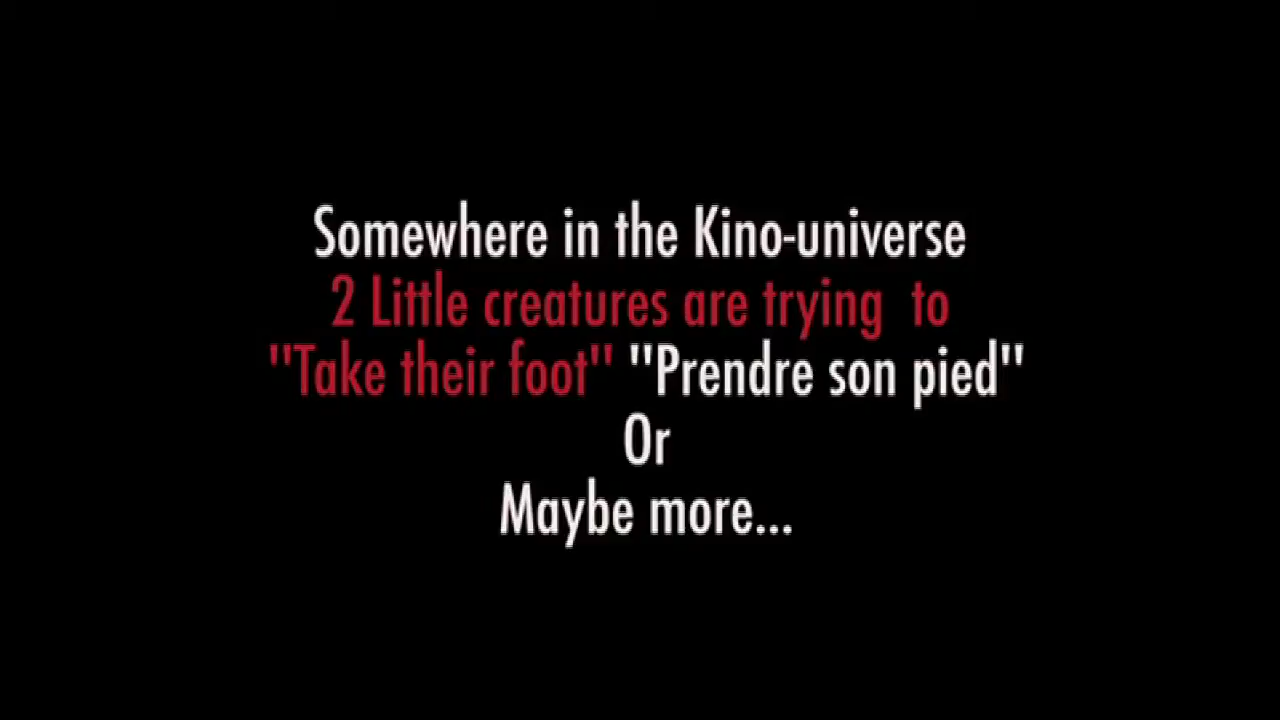 Somewhere in the Kino-universe
2 Little creatures are trying  to
"Take their foot" "Prendre son pied"
Or
Maybe more...